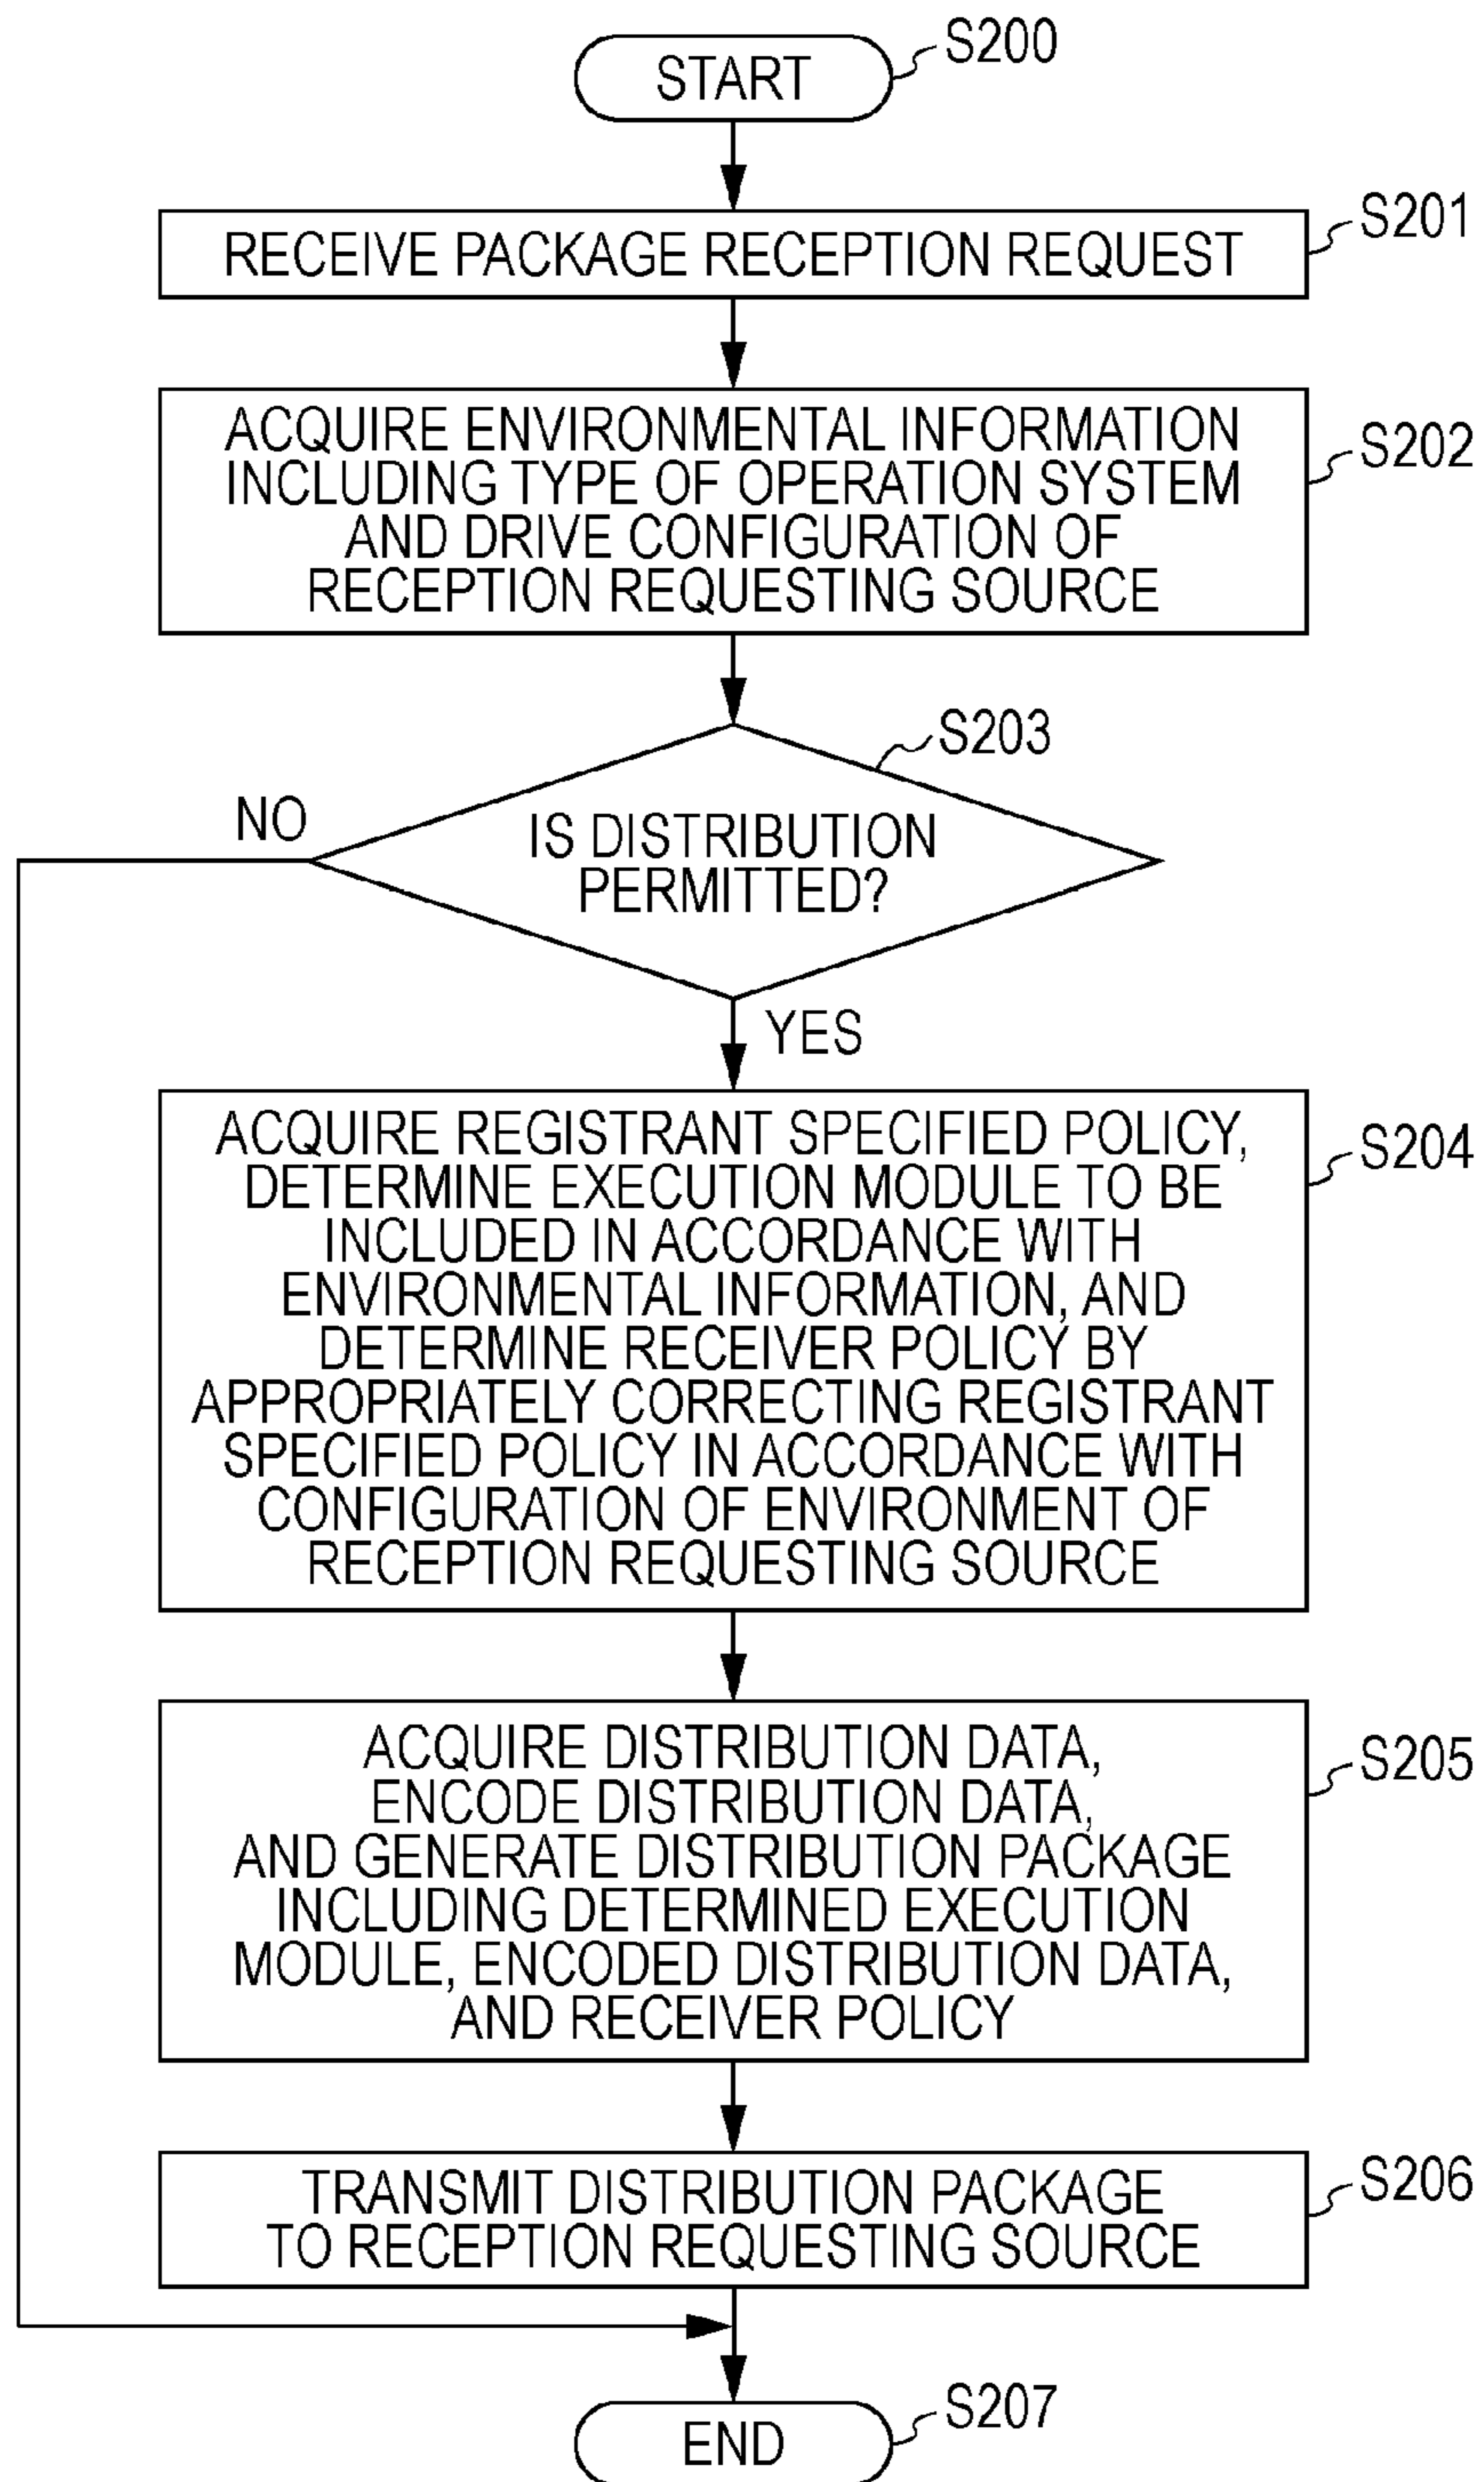 START
S200
RECEIVE PACKAGE RECEPTION REQUEST
S201
ACQUIRE ENVIRONMENTAL INFORMATION
INCLUDING TYPE OF OPERATION SYSTEM
AND DRIVE CONFIGURATION OF
RECEPTION REQUESTING SOURCE
S202
S203
NO
IS DISTRIBUTION
PERMITTED?
YES
ACQUIRE REGISTRANT SPECIFIED POLICY,
DETERMINE EXECUTION MODULE TO BE
INCLUDED IN ACCORDANCE WITH
ENVIRONMENTAL INFORMATION, AND
DETERMINE RECEIVER POLICY BY
APPROPRIATELY CORRECTING REGISTRANT
SPECIFIED POLICY IN ACCORDANCE WITH
CONFIGURATION OF ENVIRONMENT OF
RECEPTION REQUESTING SOURCE
S204
ACQUIRE DISTRIBUTION DATA,
ENCODE DISTRIBUTION DATA,
AND GENERATE DISTRIBUTION PACKAGE
INCLUDING DETERMINED EXECUTION
MODULE, ENCODED DISTRIBUTION DATA,
AND RECEIVER POLICY
S205
TRANSMIT DISTRIBUTION PACKAGE
TO RECEPTION REQUESTING SOURCE
S206
END
S207